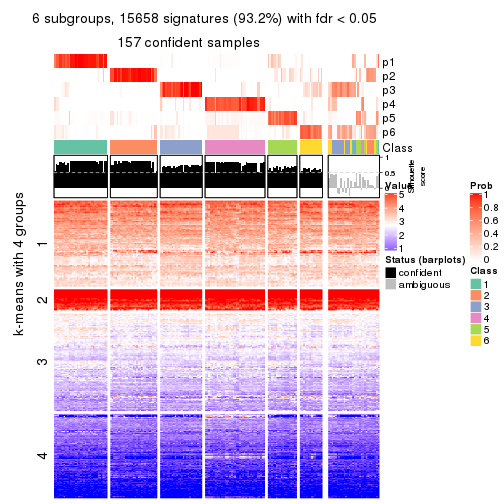 6 subgroups, 15658 signatures (93.2%) with fdr < 0.05
157 confident samples
p1
p2
p3
p4
p5
p6
Class
1
0.5
0
Silhouette
score
k-means with 4 groups
1
2
3
4
Value
5
4
3
2
1
Status (barplots)
confident
ambiguous
Prob
1
0.8
0.6
0.4
0.2
0
Class
1
2
3
4
5
6